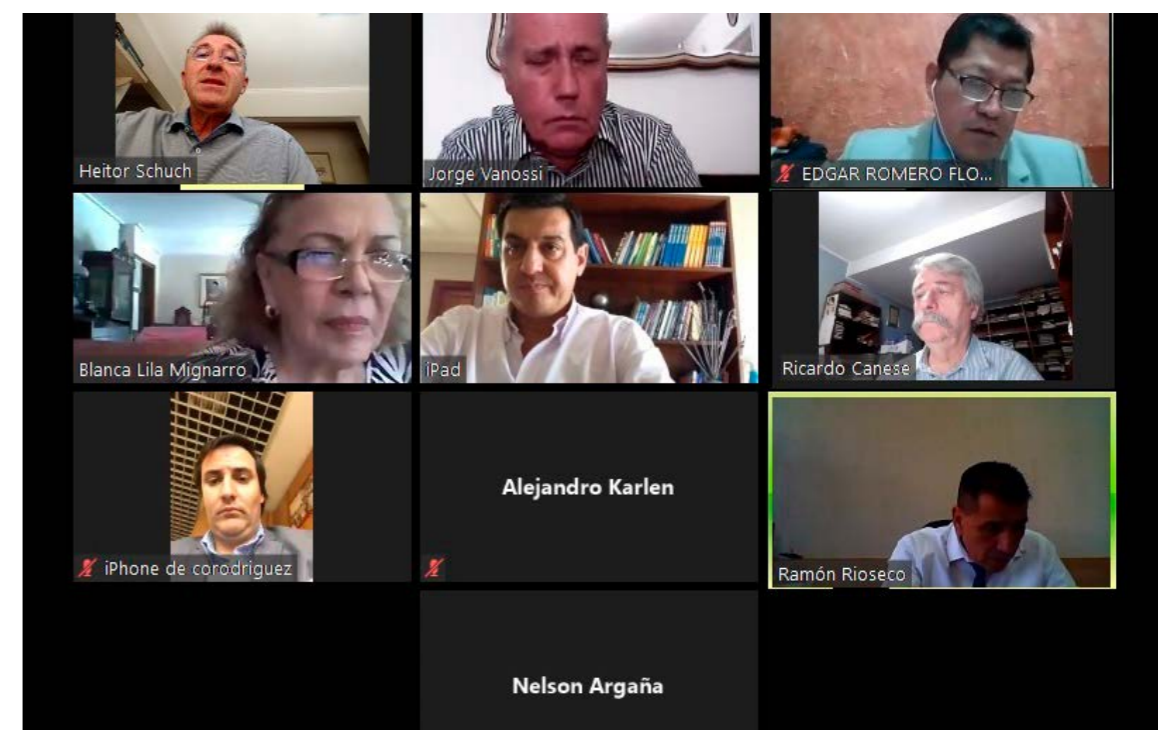 Heitor Schuch
Jorge Vanossi
EDGAR ROMERO FLO...
Blanca Lila Mignarro
iPad
Ricardo Canese
iPhone de corodriguez
Alejandro Karlen
Ramón Rioseco
Nelson Argaña